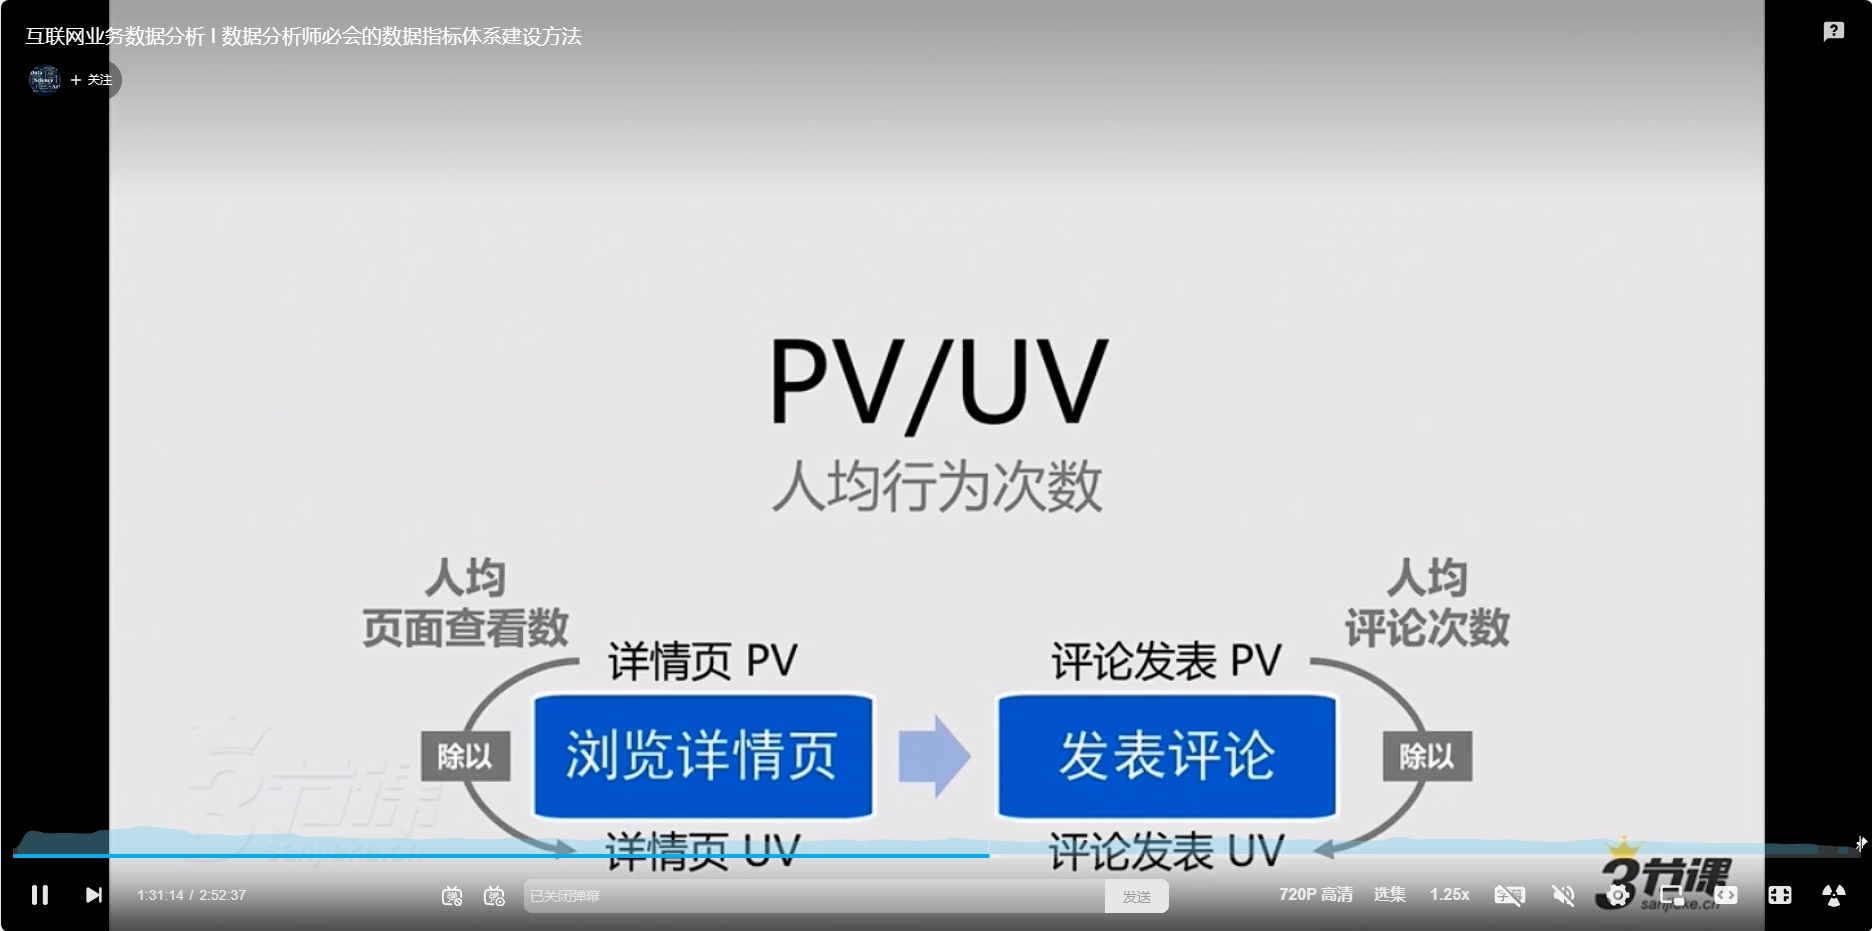 互联网业务数据分析 I 数据分析师必会的数据指标体系建设方法
+ 关注
PV/UV
人均行为次数
人均
页面查看数
人均
评论次数
详情页 PV
评论发表 PV
除以
浏览详情页
发表评论
除以
详情页 UV
评论发表 UV
3节课
sanjieke.cn
3节课
sanjieke.cn
1:31:14 / 2:52:37
已关闭弹幕
发送
720P 高清
选集
1.25x